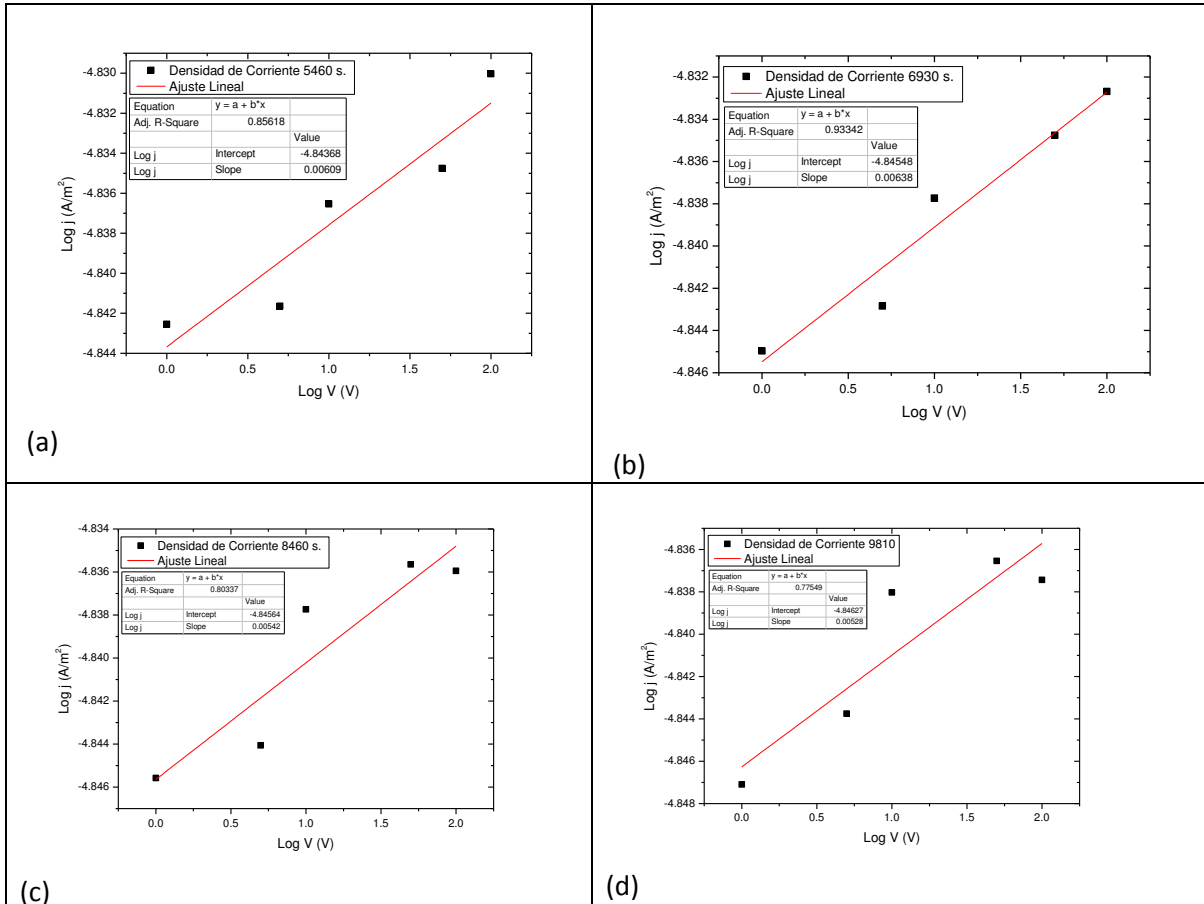 Densidad de Corriente 5460 s.
Ajuste Lineal
Equation y = a + b*x
Adj. R-Square 0.85618
Value
Log j Intercept -4.84368
Log j Slope 0.00609
-4.830
-4.832
-4.834
-4.836
-4.838
-4.840
-4.842
-4.844
Log j (A/m²)
0.0 0.5 1.0 1.5 2.0
Log V (V)
(a)
Densidad de Corriente 6930 s.
Ajuste Lineal
Equation y = a + b*x
Adj. R-Square 0.93342
Value
Log j Intercept -4.84548
Log j Slope 0.00638
-4.832
-4.834
-4.836
-4.838
-4.840
-4.842
-4.844
-4.846
Log j (A/m²)
0.0 0.5 1.0 1.5 2.0
Log V (V)
(b)
Densidad de Corriente 8460 s.
Ajuste Lineal
Equation y = a + b*x
Adj. R-Square 0.80337
Value
Log j Intercept -4.84564
Log j Slope 0.00542
-4.834
-4.836
-4.838
-4.840
-4.842
-4.844
-4.846
Log j (A/m²)
0.0 0.5 1.0 1.5 2.0
Log V (V)
(c)
Densidad de Corriente 9810
Ajuste Lineal
Equation y = a + b*x
Adj. R-Square 0.77549
Value
Log j Intercept -4.84627
Log j Slope 0.00528
-4.836
-4.838
-4.840
-4.842
-4.844
-4.846
-4.848
Log j (A/m²)
0.0 0.5 1.0 1.5 2.0
Log V (V)
(d)